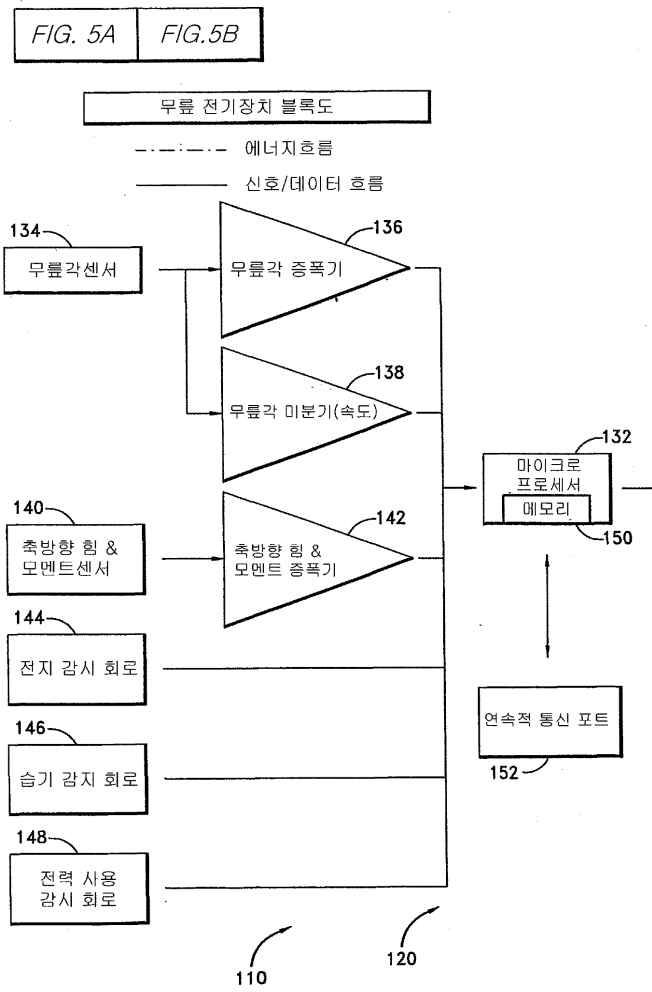 FIG. 5A FIG.5B
무릎 전기장치 블록도
에너지흐름
신호/데이터 흐름
134
무릎각센서
136
무릎각 증폭기
138
무릎각 미분기(속도)
132
마이크로
프로세서
메모리
150
140
축방향 힘 &
모멘트센서
142
축방향 힘 &
모멘트 증폭기
144
전지 감시 회로
연속적 통신 포트
152
146
습기 감지 회로
148
전력 사용
감시 회로
110
120